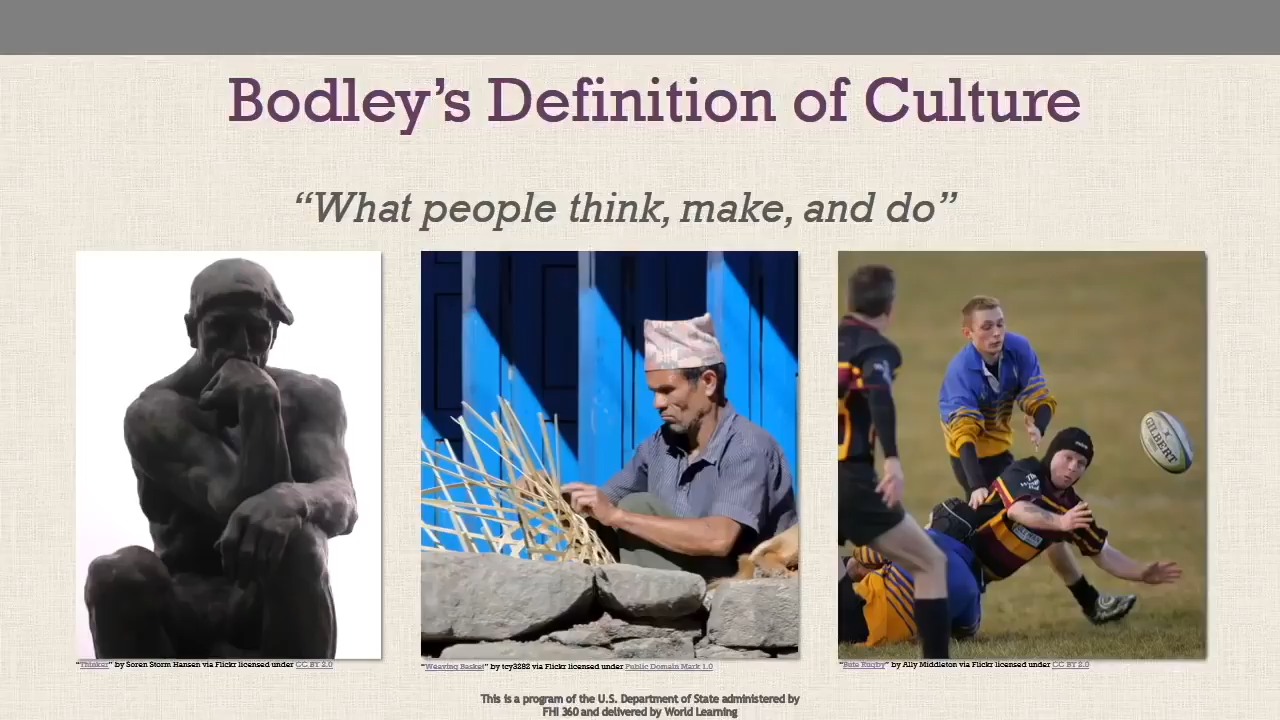 Bodley’s Definition of Culture
“What people think, make, and do”
GILBERT
“Thinker” by Soren Storm Hansen via Flickr licensed under CC BY 2.0
“Weaving Basket” by tcy3282 via Flickr licensed under Public Domain Mark 1.0
“Bute Rugby” by Ally Middleton via Flickr licensed under CC BY 2.0
This is a program of the U.S. Department of State administered by
FHI 360 and delivered by World Learning